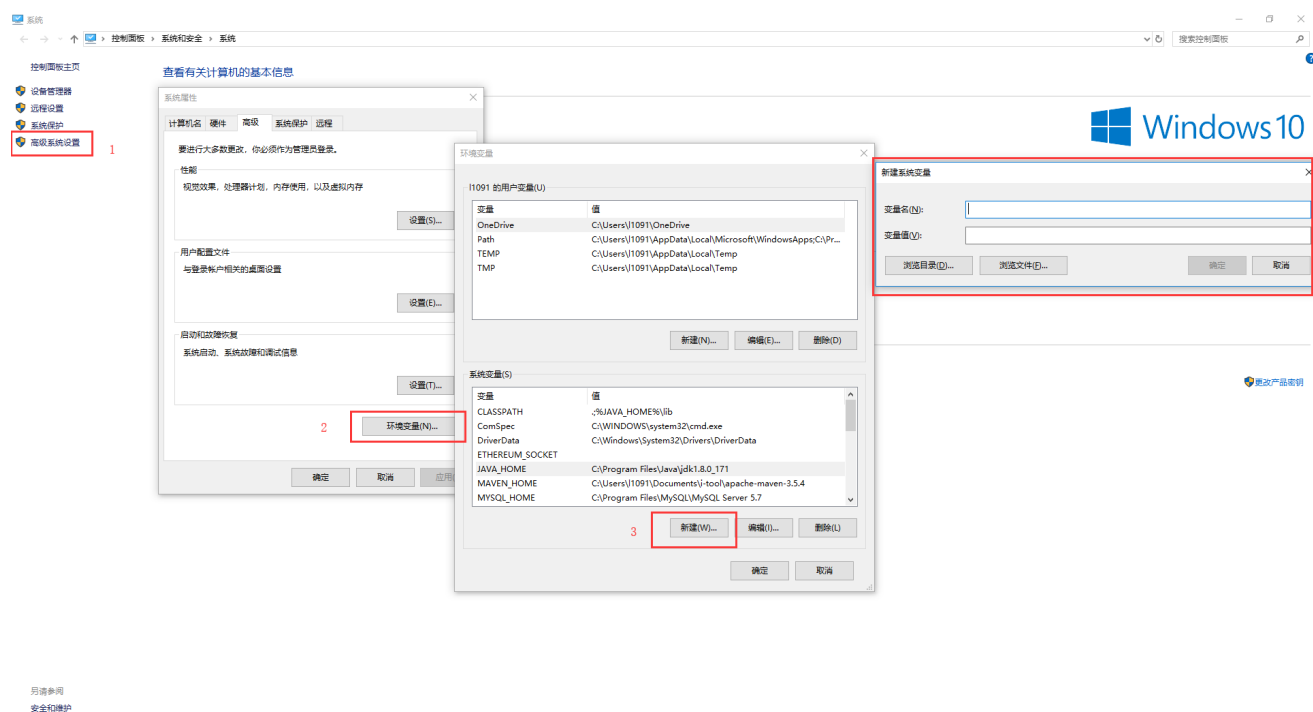 系统
控制面板 › 系统和安全 › 系统
搜索控制面板
控制面板主页
查看有关计算机的基本信息
设备管理器
远程设置
系统保护
高级系统设置
1
Windows 10
系统属性
计算机名 硬件 高级 系统保护 远程
要进行大多数更改，你必须作为管理员登录。
性能
视觉效果，处理器计划，内存使用，以及虚拟内存
设置(S)...
用户配置文件
与登录帐户相关的桌面设置
设置(E)...
启动和故障恢复
系统启动、系统故障和调试信息
设置(T)...
2
环境变量(N)...
确定 取消
环境变量
l1091 的用户变量(U)
变量 值
OneDrive C:\Users\l1091\OneDrive
Path C:\Users\l1091\AppData\Local\Microsoft\WindowsApps;C:\Pr...
TEMP C:\Users\l1091\AppData\Local\Temp
TMP C:\Users\l1091\AppData\Local\Temp
新建(N)... 编辑(E)... 删除(D)
系统变量(S)
变量 值
CLASSPATH .;%JAVA_HOME%\lib
ComSpec C:\WINDOWS\system32\cmd.exe
DriverData C:\Windows\System32\Drivers\DriverData
ETHEREUM_SOCKET
JAVA_HOME C:\Program Files\Java\jdk1.8.0_171
MAVEN_HOME C:\Users\l1091\Documents\j-tool\apache-maven-3.5.4
MYSQL_HOME C:\Program Files\MySQL\MySQL Server 5.7
3
新建(W)... 编辑(I)... 删除(L)
确定 取消
新建系统变量
变量名(N):
变量值(V):
浏览目录(D)... 浏览文件(F)... 确定 取消
更改产品密钥
另请参阅
安全和维护